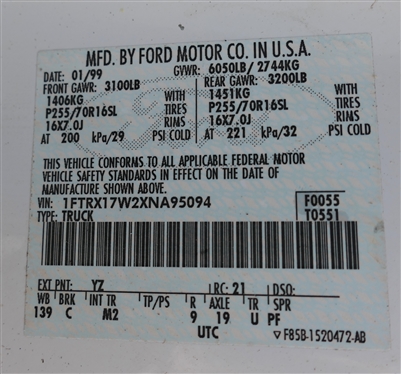 MFD. BY FORD MOTOR CO. IN U.S.A.
DATE: 01/99 GVWR: 6050LB/ 2744KG
FRONT GAWR: 3100LB REAR GAWR: 3200LB
1406KG WITH 1451KG WITH
P255/70R16SL TIRES P255/70R16SL TIRES
16X7.0J RIMS 16X7.0J RIMS
AT 200 kPa/29 PSI COLD AT 221 kPa/32 PSI COLD
THIS VEHICLE CONFORMS TO ALL APPLICABLE FEDERAL MOTOR
VEHICLE SAFETY STANDARDS IN EFFECT ON THE DATE OF
MANUFACTURE SHOWN ABOVE.
VIN: 1FTRX17W2XNA95094 F0055
TYPE: TRUCK T0551
EXT PNT: YZ RC: 21 DSO:
WB BRK INT TR TP/PS R AXLE TR SPR
139 C M2 9 19 U PF
UTC F85B-1520472-AB